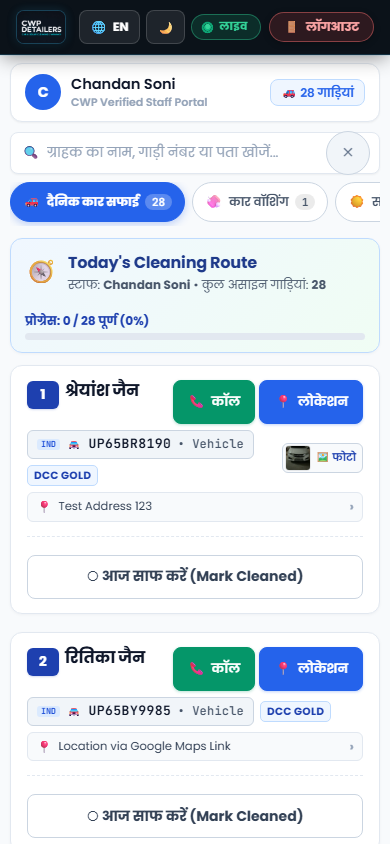 CWP
DETAILERS
EN
लाइव
लॉगआउट
C
Chandan Soni
CWP Verified Staff Portal
28 गाड़ियां
ग्राहक का नाम, गाड़ी नंबर या पता खोजें...
×
दैनिक कार सफाई 28
कार वॉशिंग 1
Today's Cleaning Route
स्टाफ: Chandan Soni • कुल असाइन गाड़ियां: 28
प्रोग्रेस: 0 / 28 पूर्ण (0%)
1 श्रेयांश जैन
कॉल
लोकेशन
IND UP65BR8190 • Vehicle
फोटो
DCC GOLD
Test Address 123 ›
आज साफ करें (Mark Cleaned)
2 रितिका जैन
कॉल
लोकेशन
IND UP65BY9985 • Vehicle DCC GOLD
Location via Google Maps Link ›
आज साफ करें (Mark Cleaned)